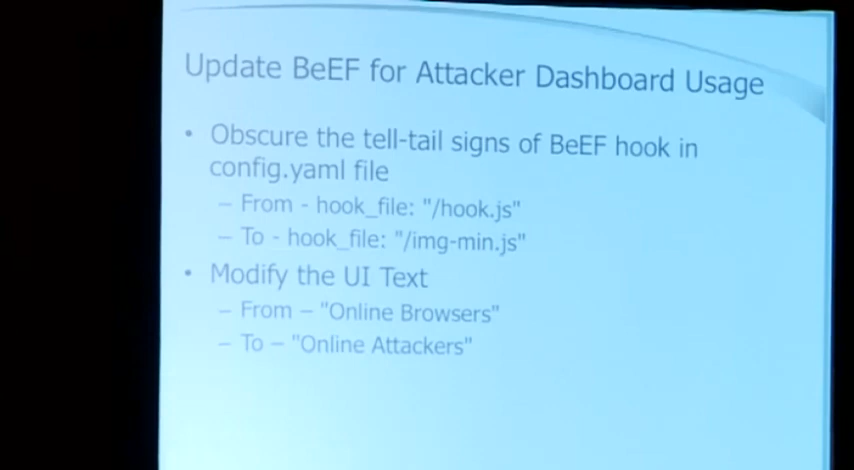 Update BeEF for Attacker Dashboard Usage
• Obscure the tell-tail signs of BeEF hook in
config.yaml file
– From - hook_file: "/hook.js"
– To - hook_file: "/img-min.js"
• Modify the UI Text
– From – "Online Browsers"
– To – "Online Attackers"